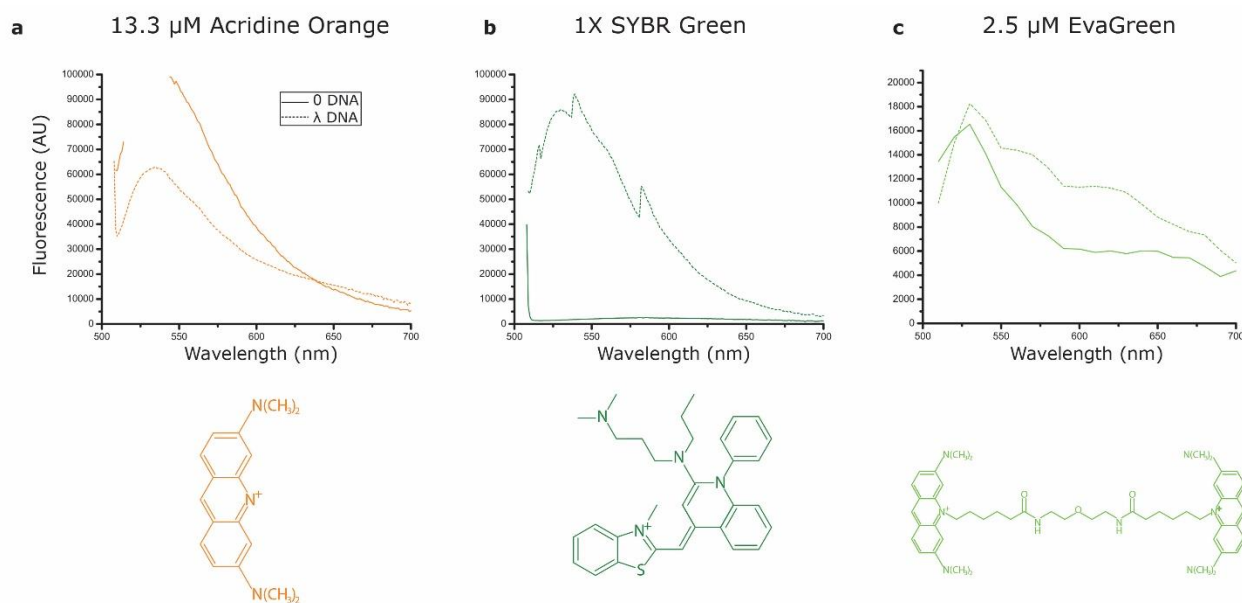 a 13.3 µM Acridine Orange
b 1X SYBR Green
c 2.5 µM EvaGreen
Fluorescence (AU)
100000
90000
80000
70000
60000
50000
40000
30000
20000
10000
0
0 DNA
λ DNA
500 550 600 650 700
Wavelength (nm)
100000
90000
80000
70000
60000
50000
40000
30000
20000
10000
0
500 550 600 650 700
Wavelength (nm)
20000
18000
16000
14000
12000
10000
8000
6000
4000
2000
0
500 550 600 650 700
Wavelength (nm)
N(CH₃)₂
N⁺
N(CH₃)₂
N
N
N
N⁺
S
N(CH₃)₂
N(CH₃)₂
O
O
N⁺
N
H
O
N
H
N⁺
N(CH₃)₂
N(CH₃)₂